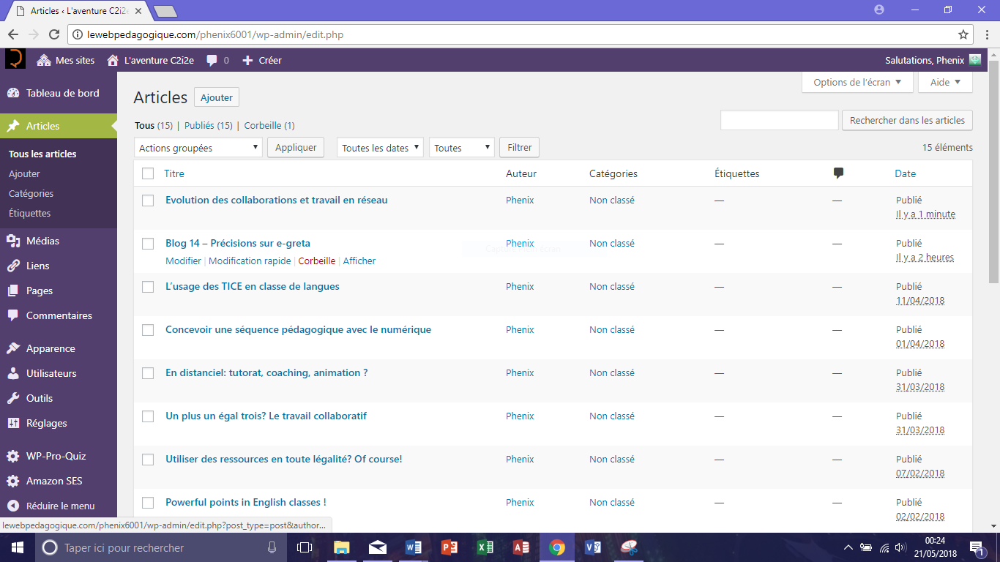 Articles ‹ L'aventure C2i2e
lewebpedagogique.com/phenix6001/wp-admin/edit.php
Mes sites L'aventure C2i2e 0 Créer Salutations, Phenix
Tableau de bord
Articles
Tous les articles
Ajouter
Catégories
Étiquettes
Médias
Liens
Pages
Commentaires
Apparence
Utilisateurs
Outils
Réglages
WP-Pro-Quiz
Amazon SES
Réduire le menu
Options de l'écran Aide
Articles Ajouter
Tous (15) | Publiés (15) | Corbeille (1)
Rechercher dans les articles
Actions groupées Appliquer Toutes les dates Toutes Filtrer 15 éléments
Titre Auteur Catégories Étiquettes Date
Evolution des collaborations et travail en réseau Phenix Non classé — — Publié
Il y a 1 minute
Blog 14 – Précisions sur e-greta Phenix Non classé — — Publié
Modifier | Modification rapide | Corbeille | Afficher Il y a 2 heures
L'usage des TICE en classe de langues Phenix Non classé — — Publié
11/04/2018
Concevoir une séquence pédagogique avec le numérique Phenix Non classé — — Publié
01/04/2018
En distanciel: tutorat, coaching, animation ? Phenix Non classé — — Publié
31/03/2018
Un plus un égal trois? Le travail collaboratif Phenix Non classé — — Publié
31/03/2018
Utiliser des ressources en toute légalité? Of course! Phenix Non classé — — Publié
07/02/2018
Powerful points in English classes ! Phenix Non classé — — Publié
02/02/2018
lewebpedagogique.com/phenix6001/wp-admin/edit.php?post_type=post&author...
Taper ici pour rechercher
00:24
21/05/2018
1